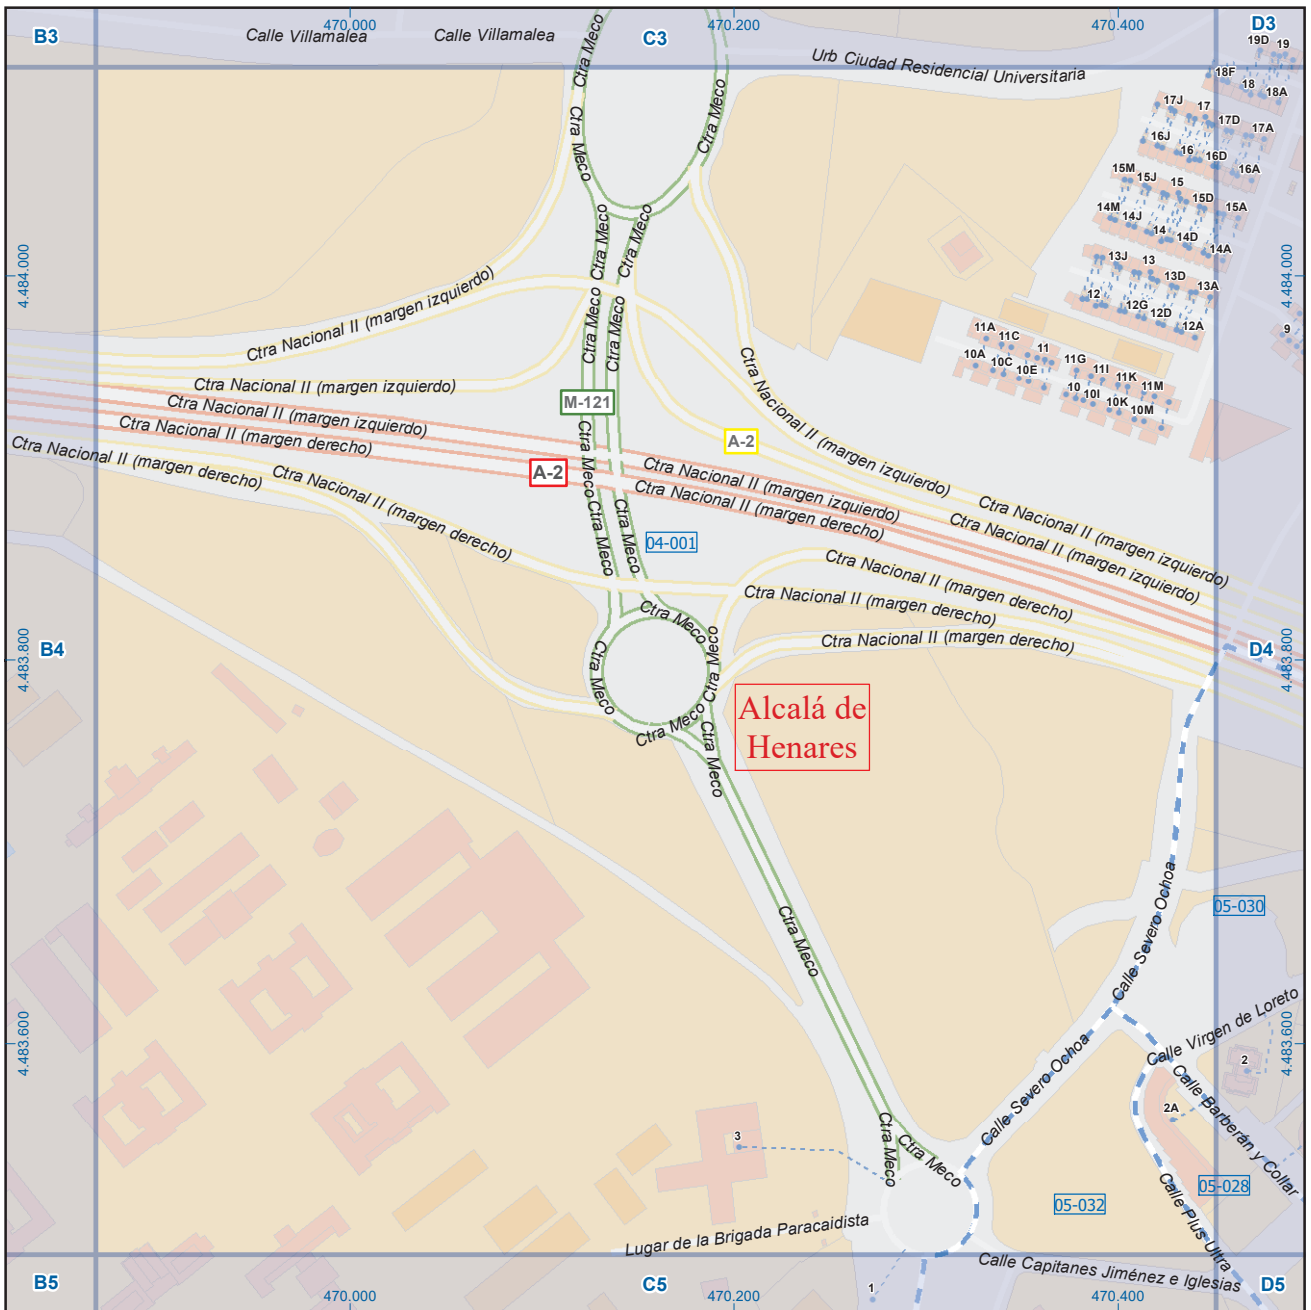 470.000
470.200
470.400
B3
Calle Villamalea
Calle Villamalea
C3
D3
Ctra Meco
Urb Ciudad Residencial Universitaria
19D
19
18F
18
18A
17J
17
17D
17A
16J
16
16D
16A
15M
15J
15
15D
15A
14M
14J
14
14D
14A
13J
13
13D
13A
12
12G
12D
12A
11A
11C
11
11G
11I
11K
11M
10A
10C
10E
10
10I
10K
10M
9
Ctra Meco
Ctra Meco
Ctra Meco
Ctra Meco
4.484.000
4.484.000
Ctra Nacional II (margen izquierdo)
Ctra Meco
Ctra Meco
Ctra Nacional II (margen izquierdo)
Ctra Nacional II (margen izquierdo)
M-121
Ctra Nacional II (margen izquierdo)
Ctra Nacional II (margen derecho)
Ctra Nacional II (margen derecho)
A-2
A-2
Ctra Meco
Ctra Nacional II (margen izquierdo)
Ctra Nacional II (margen derecho)
Ctra Nacional II (margen derecho)
Ctra Nacional II (margen izquierdo)
Ctra Nacional II (margen izquierdo)
Ctra Meco
Ctra Meco
04-001
Ctra Nacional II (margen derecho)
Ctra Nacional II (margen derecho)
Ctra Nacional II (margen derecho)
Ctra Meco
Ctra Meco
Ctra Meco
Ctra Meco
Ctra Meco
B4
D4
4.483.800
4.483.800
Alcalá de
Henares
Ctra Meco
Calle Severo Ochoa
05-030
4.483.600
4.483.600
Calle Severo Ochoa
Calle Virgen de Loreto
2
2A
Calle Barberán y Collar
3
Ctra Meco
Ctra Meco
05-032
05-028
Calle Plus Ultra
Lugar de la Brigada Paracaidista
Calle Capitanes Jiménez e Iglesias
B5
C5
1
D5
470.000
470.200
470.400